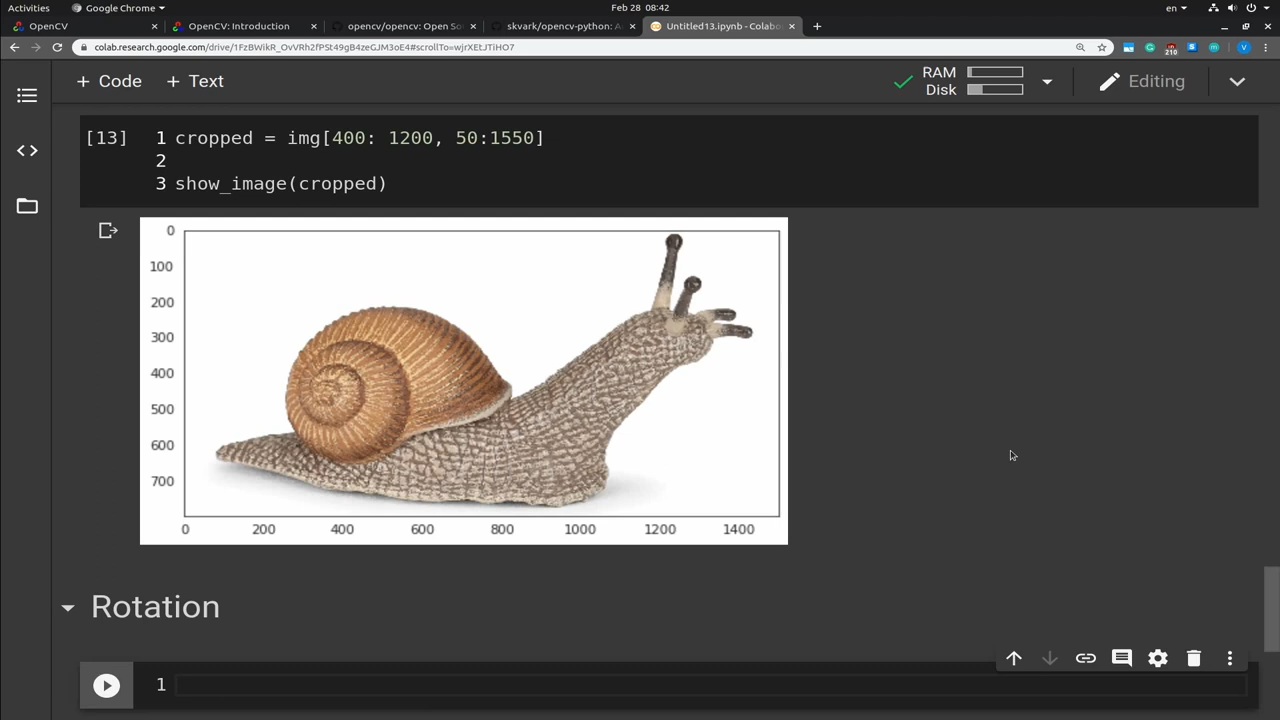 Activities Google Chrome Feb 28 08:42 en
OpenCV OpenCV: Introduction opencv/opencv: Open So skvark/opencv-python: A Untitled13.ipynb - Colabo
colab.research.google.com/drive/1FzBWikR_OvVRh2fPSt49gB4zeGJM3oE4#scrollTo=wjrXEtJTiHO7 210 V
+ Code + Text RAM Disk Editing
[13] 1 cropped = img[400: 1200, 50:1550]
2
3 show_image(cropped)
0
100
200
300
400
500
600
700
0 200 400 600 800 1000 1200 1400
Rotation
1